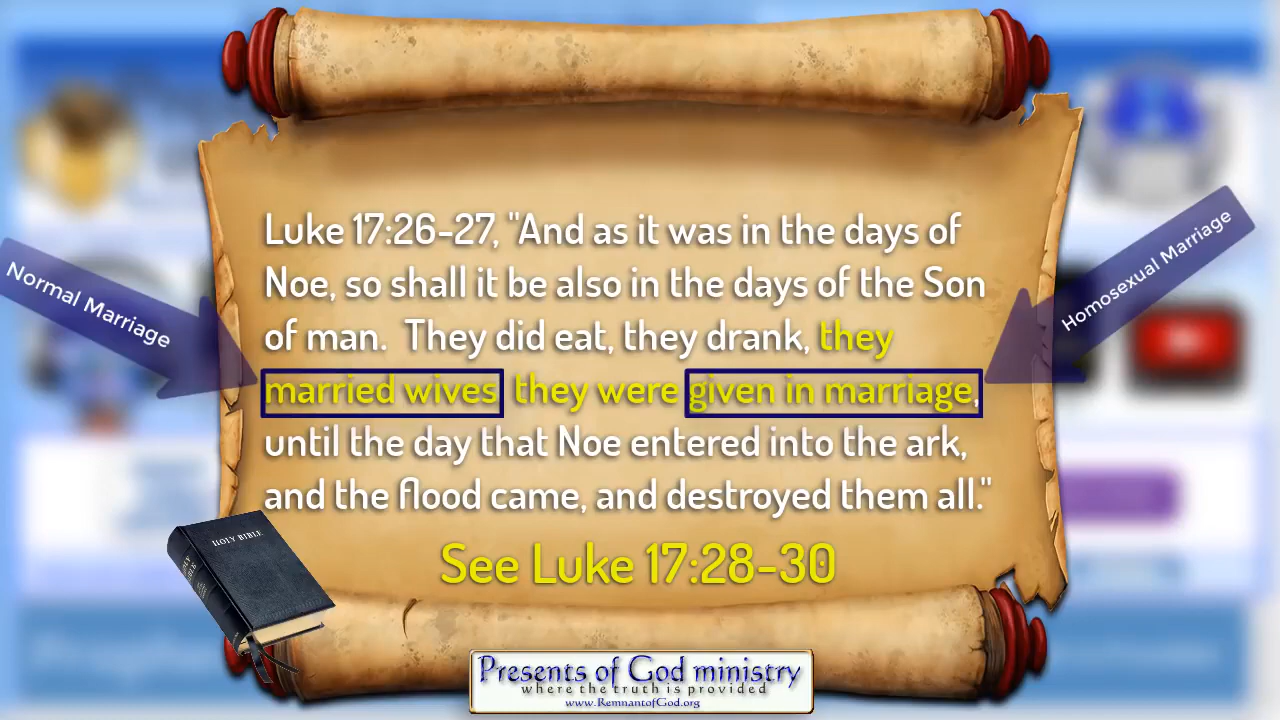 Luke 17:26-27, "And as it was in the days of
Noe, so shall it be also in the days of the Son
of man.  They did eat, they drank, they
married wives, they were given in marriage,
until the day that Noe entered into the ark,
and the flood came, and destroyed them all."
See Luke 17:28-30
Normal Marriage
Homosexual Marriage
HOLY BIBLE
Presents of God ministry
where the truth is provided
www.RemnantofGod.org